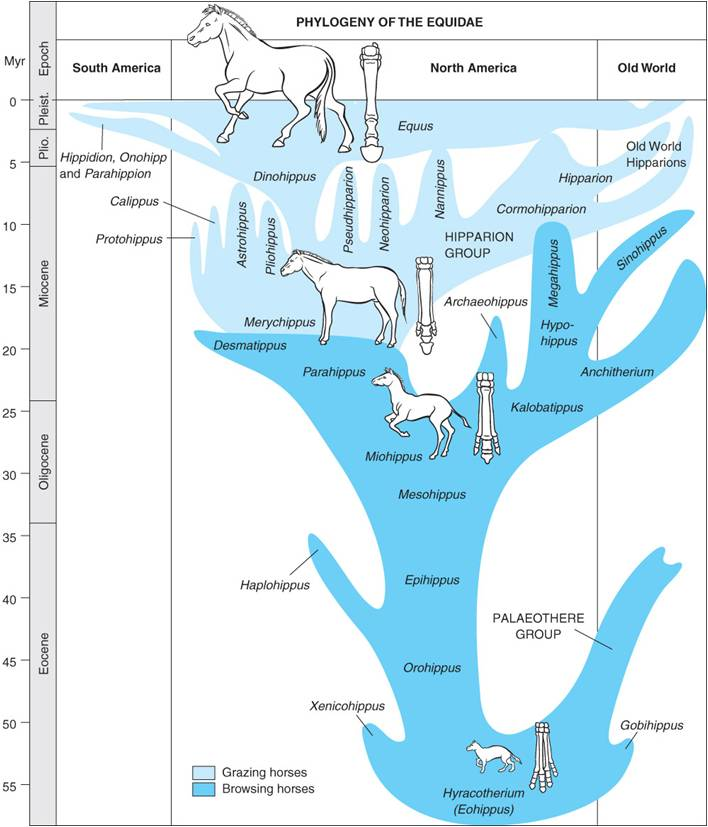 PHYLOGENY OF THE EQUIDAE
Myr
Epoch
South America
North America
Old World
0
5
10
15
20
25
30
35
40
45
50
55
Pleist.
Plio.
Miocene
Oligocene
Eocene
Equus
Hippidion, Onohipp
and Parahippion
Dinohippus
Old World
Hipparions
Hipparion
Calippus
Protohippus
Astrohippus
Pliohippus
Pseudhipparion
Neohipparion
Nannippus
Cormohipparion
HIPPARION
GROUP
Megahippus
Sinohippus
Archaeohippus
Merychippus
Hypo-
hippus
Desmatippus
Parahippus
Anchitherium
Kalobatippus
Miohippus
Mesohippus
Haplohippus
Epihippus
PALAEOTHERE
GROUP
Orohippus
Xenicohippus
Gobihippus
Grazing horses
Browsing horses
Hyracotherium
(Eohippus)